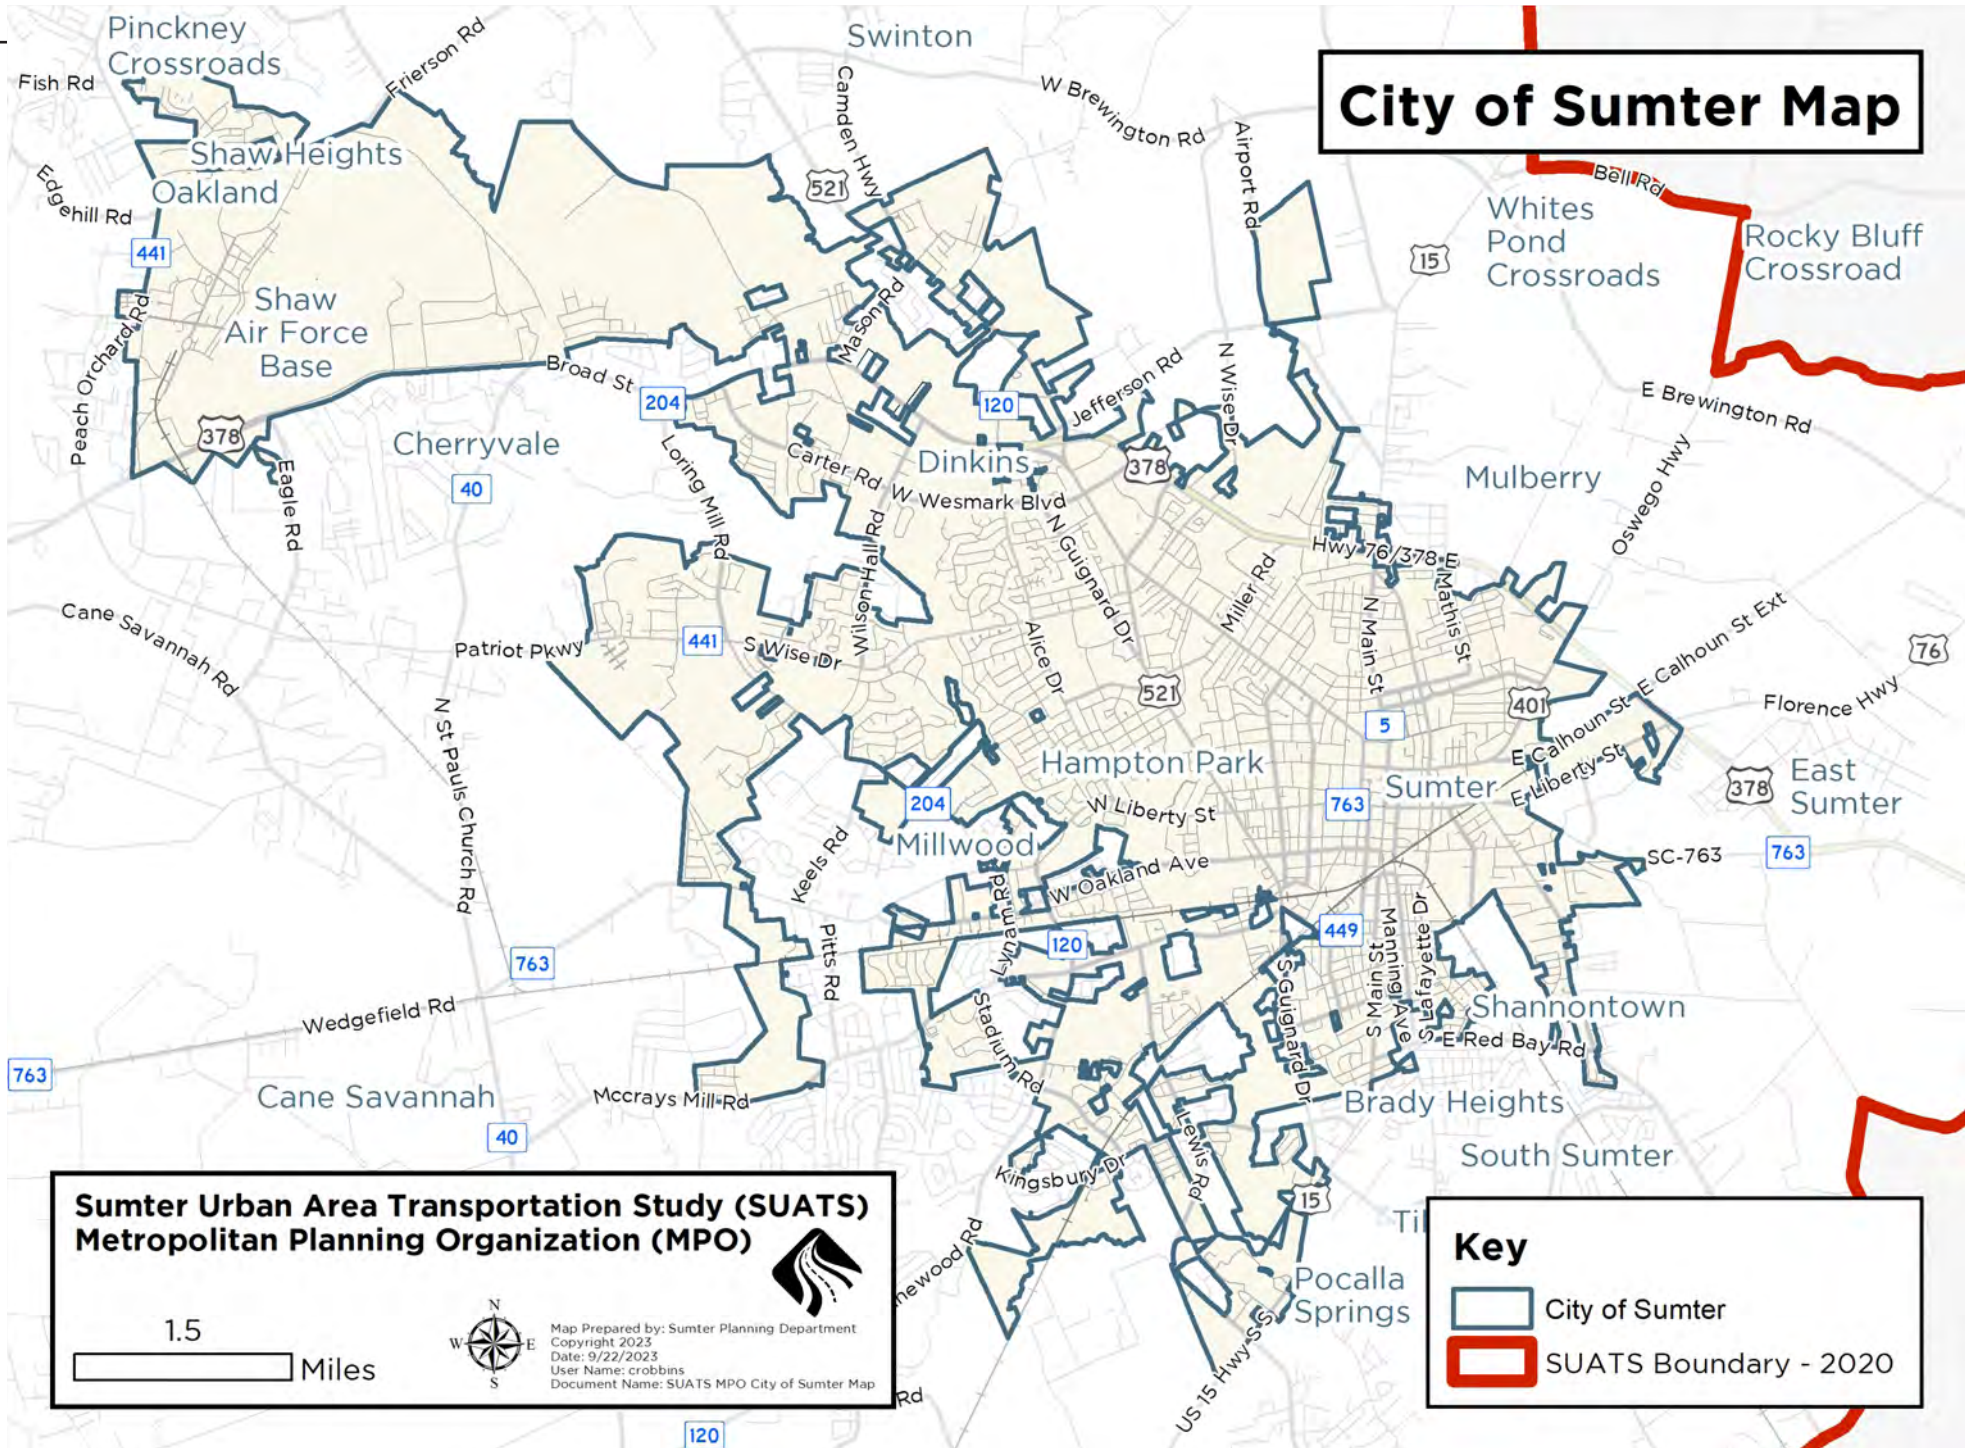 Pinckney
Crossroads
Swinton
City of Sumter Map
Fish Rd
Frierson Rd
Camden Hwy
W Brewington Rd
Airport Rd
Shaw Heights
Oakland
Edgehill Rd
521
Bell Rd
Whites
Pond
Crossroads
Rocky Bluff
Crossroad
441
15
Shaw
Air Force
Base
Mason Rd
Peach Orchard Rd
Broad St
204
120
Jefferson Rd
N Wise Dr
E Brewington Rd
378
Cherryvale
40
Eagle Rd
Loring Mill Rd
Carter Rd
Dinkins
378
W Wesmark Blvd
Mulberry
Oswego Hwy
N Guignard Dr
Wilson Hall Rd
Hwy 76/378 E
Miller Rd
Mathis St
N Main St
Cane Savannah Rd
Patriot Pkwy
441
S Wise Dr
Alice Dr
521
401
E Calhoun St Ext
76
Florence Hwy
N St Pauls Church Rd
5
E Calhoun St
E Liberty St
Hampton Park
Sumter
763
204
W Liberty St
378
East
Sumter
Millwood
Keels Rd
W Oakland Ave
SC-763
763
Lynam Rd
Pitts Rd
120
449
763
S Guignard Dr
S Main St
Manning Ave
S Lafayette Dr
Shannontown
Wedgefield Rd
Stadium Rd
E Red Bay Rd
763
Cane Savannah
Mccrays Mill Rd
Brady Heights
40
Lewis Rd
South Sumter
Kingsbury Dr
15
Til
Pocalla
Springs
newood Rd
US 15 Hwy S
S
Rd
120
Sumter Urban Area Transportation Study (SUATS)
Metropolitan Planning Organization (MPO)
1.5
Miles
N
W
E
S
Map Prepared by: Sumter Planning Department
Copyright 2023
Date: 9/22/2023
User Name: crobbins
Document Name: SUATS MPO City of Sumter Map
Key
City of Sumter
SUATS Boundary - 2020